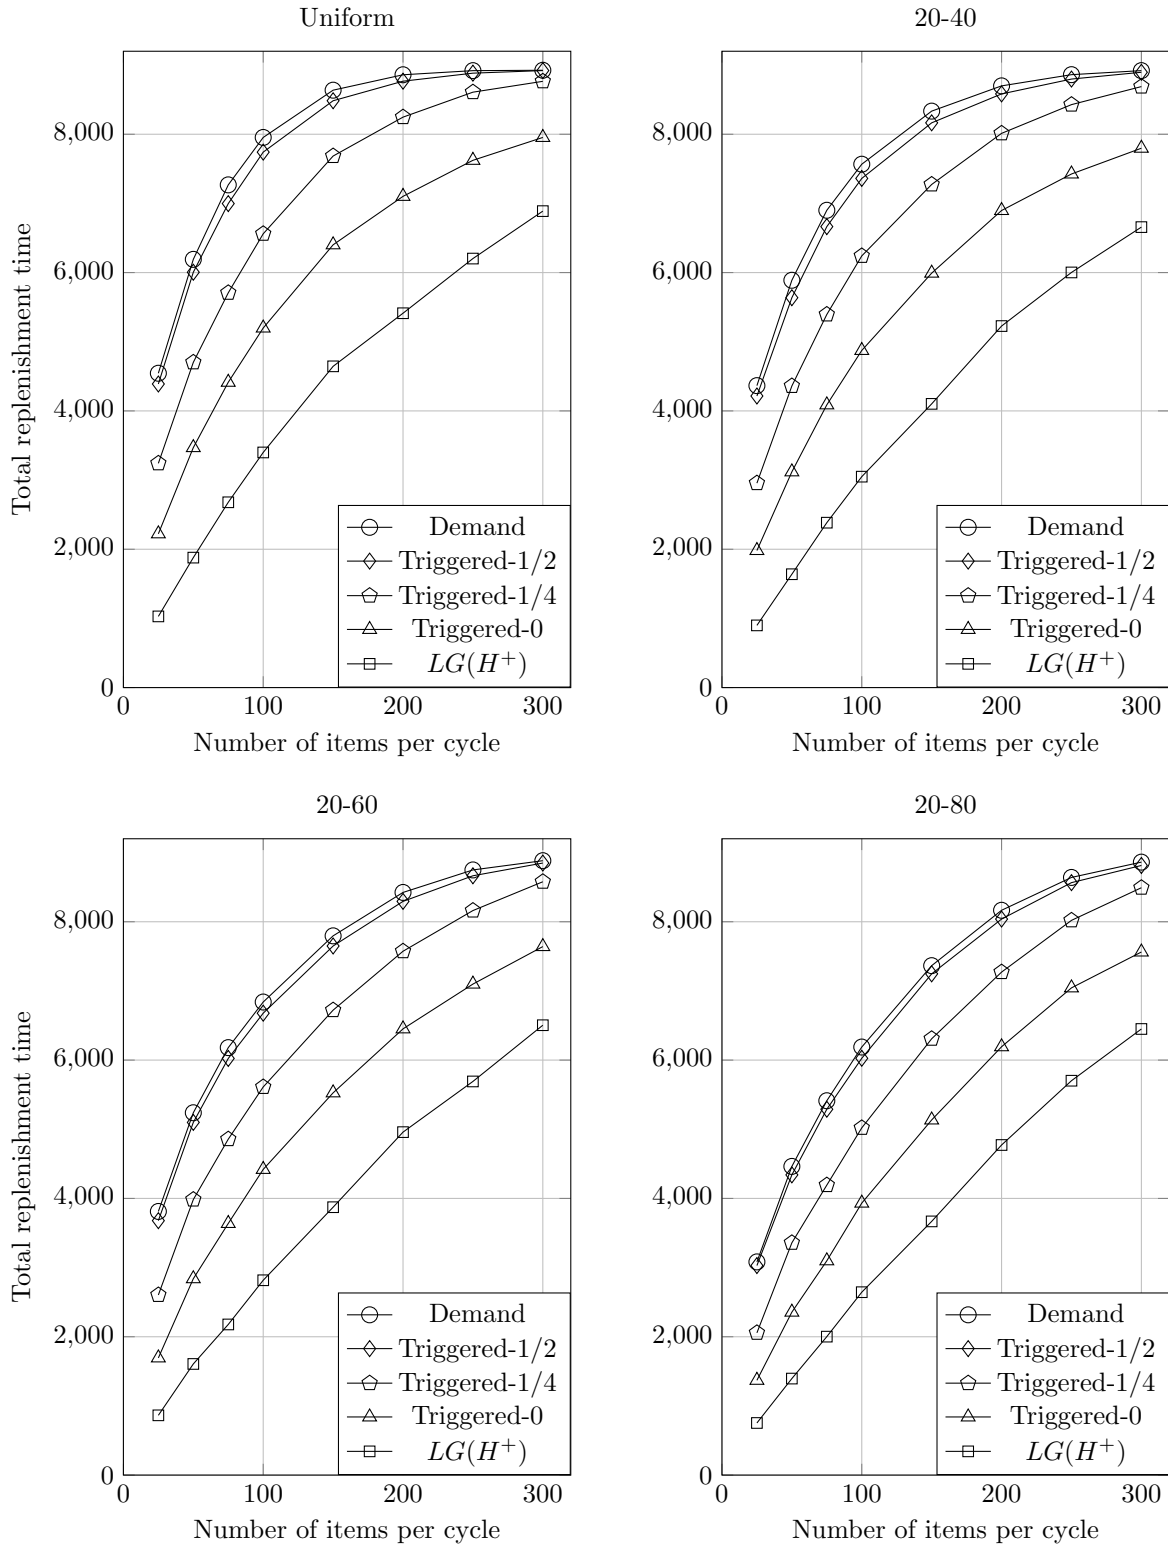 Uniform
8,000
6,000
4,000
2,000
0
Total replenishment time
Demand
Triggered-1/2
Triggered-1/4
Triggered-0
LG(H⁺)
0 100 200 300
Number of items per cycle
20-40
8,000
6,000
4,000
2,000
0
Demand
Triggered-1/2
Triggered-1/4
Triggered-0
LG(H⁺)
0 100 200 300
Number of items per cycle
20-60
8,000
6,000
4,000
2,000
0
Total replenishment time
Demand
Triggered-1/2
Triggered-1/4
Triggered-0
LG(H⁺)
0 100 200 300
Number of items per cycle
20-80
8,000
6,000
4,000
2,000
0
Demand
Triggered-1/2
Triggered-1/4
Triggered-0
LG(H⁺)
0 100 200 300
Number of items per cycle